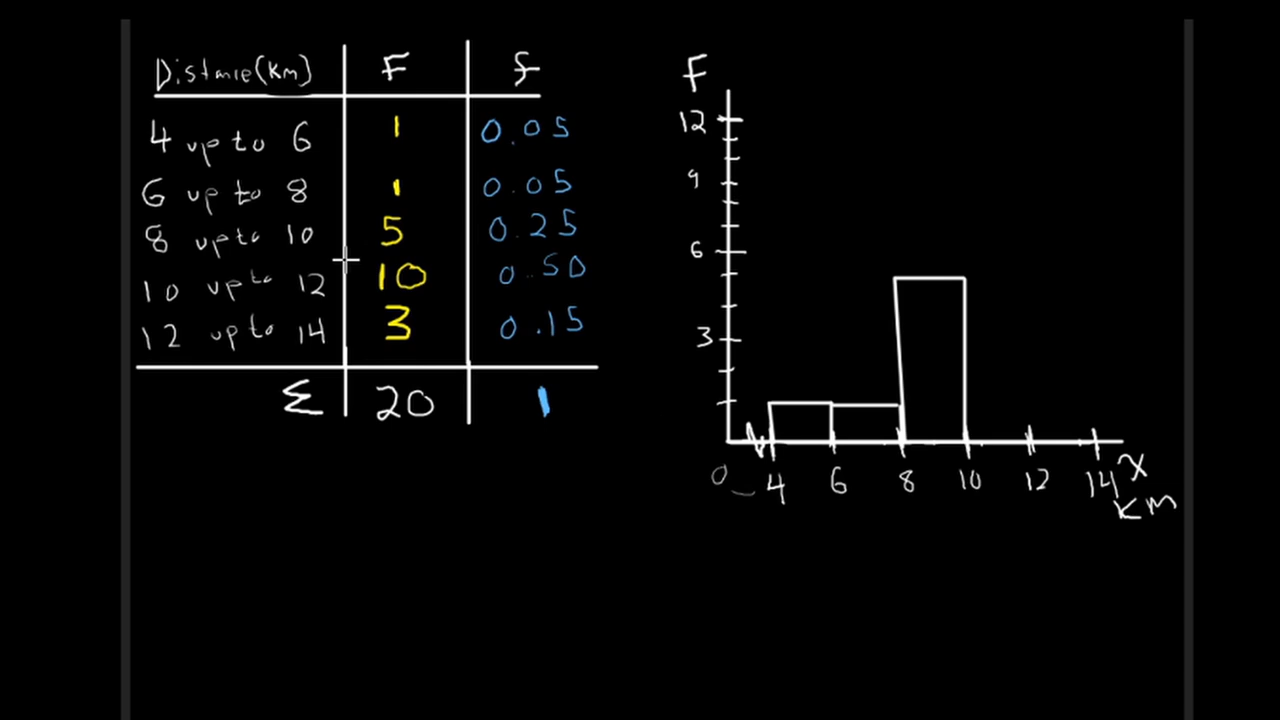 Distance(Km) F f
4 up to 6 1 0.05
6 up to 8 1 0.05
8 up to 10 5 0.25
10 up to 12 10 0.50
12 up to 14 3 0.15
Σ 20 1
F
12
9
6
3
0 4 6 8 10 12 14 x
Km